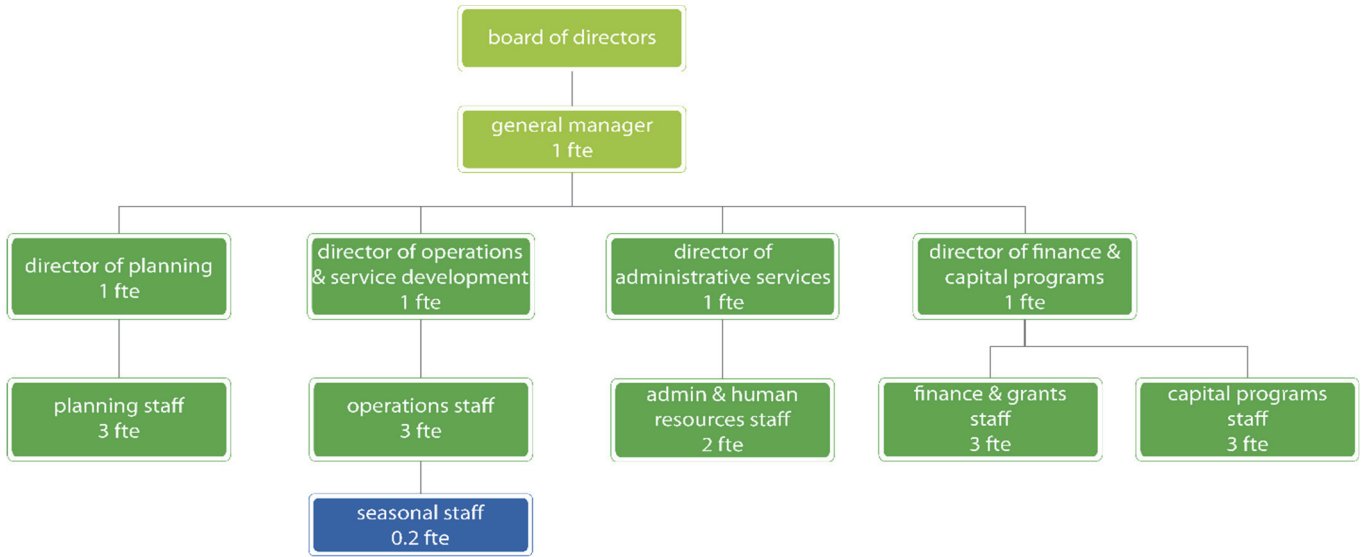 board of directors
general manager
1 fte
director of planning
1 fte
director of operations
& service development
1 fte
director of
administrative services
1 fte
director of finance &
capital programs
1 fte
planning staff
3 fte
operations staff
3 fte
admin & human
resources staff
2 fte
finance & grants
staff
3 fte
capital programs
staff
3 fte
seasonal staff
0.2 fte